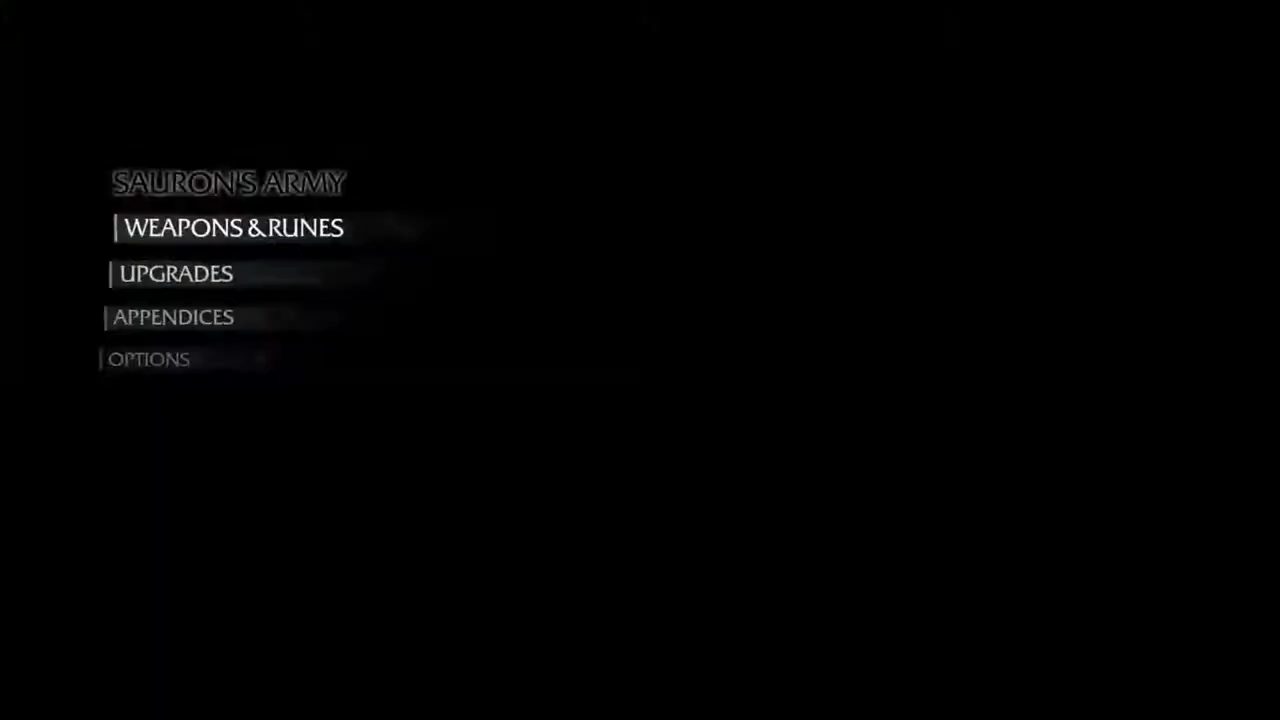 SAURON'S ARMY
WEAPONS & RUNES
UPGRADES
APPENDICES
OPTIONS